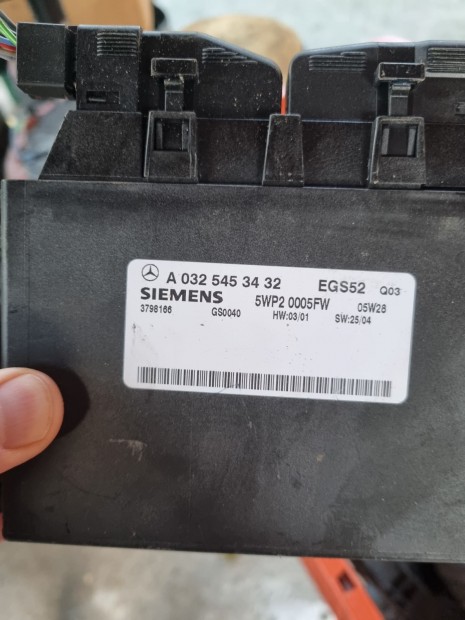 A 032 545 34 32 EGS52 Q03
SIEMENS 5WP2 0005FW 05W28
3798166 GS0040 HW:03/01 SW:25/04